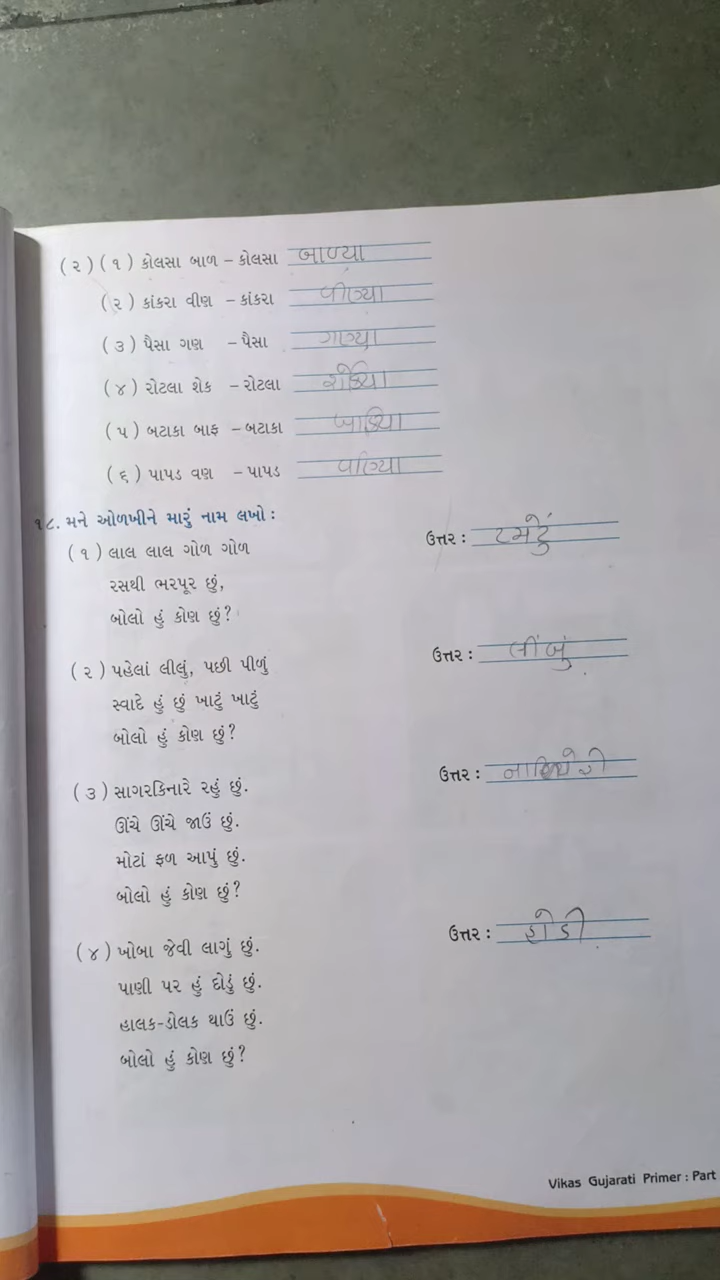 (૨) (૧) કોલસા બાળ – કોલસા બાળ્યા
(૨) કાંકરા વીણ – કાંકરા વીણ્યા
(૩) પૈસા ગણ – પૈસા ગણ્યા
(૪) રોટલા શેક – રોટલા શેક્યા
(૫) બટાકા બાફ – બટાકા
(૬) પાપડ વણ – પાપડ વણ્યા
૧૮. મને ઓળખીને મારું નામ લખો :
(૧) લાલ લાલ ગોળ ગોળ ઉત્તર : ટમેટું
રસથી ભરપૂર છું,
બોલો હું કોણ છું?
(૨) પહેલાં લીલું, પછી પીળું ઉત્તર : લીંબું
સ્વાદે હું છું ખાટું ખાટું
બોલો હું કોણ છું?
(૩) સાગરકિનારે રહું છું. ઉત્તર :
ઊંચે ઊંચે જાઉં છું.
મોટાં ફળ આપું છું.
બોલો હું કોણ છું?
(૪) ખોબા જેવી લાગું છું. ઉત્તર : હોડી
પાણી પર હું દોડું છું.
હાલક-ડોલક થાઉં છું.
બોલો હું કોણ છું?
Vikas Gujarati Primer : Part